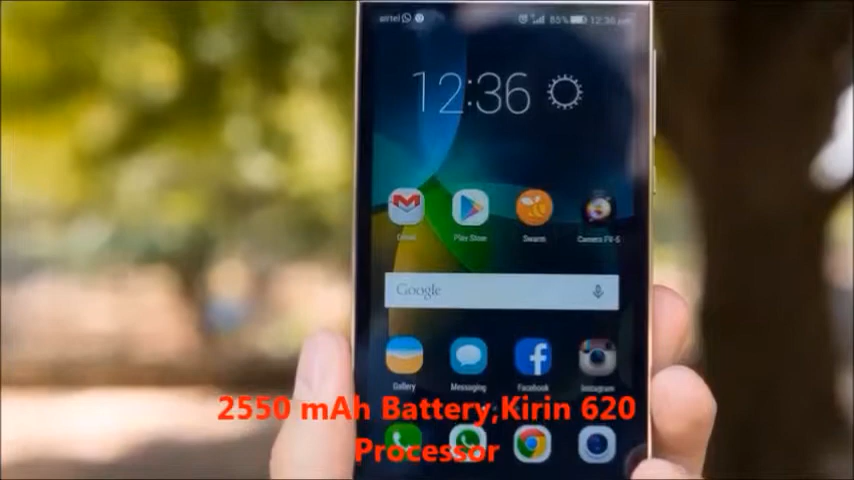 airtel 85% 12:36 pm
12:36
Gmail Play Store Swarm Camera FV-5
Google
Gallery Messaging Facebook Instagram
2550 mAh Battery,Kirin 620
Processor